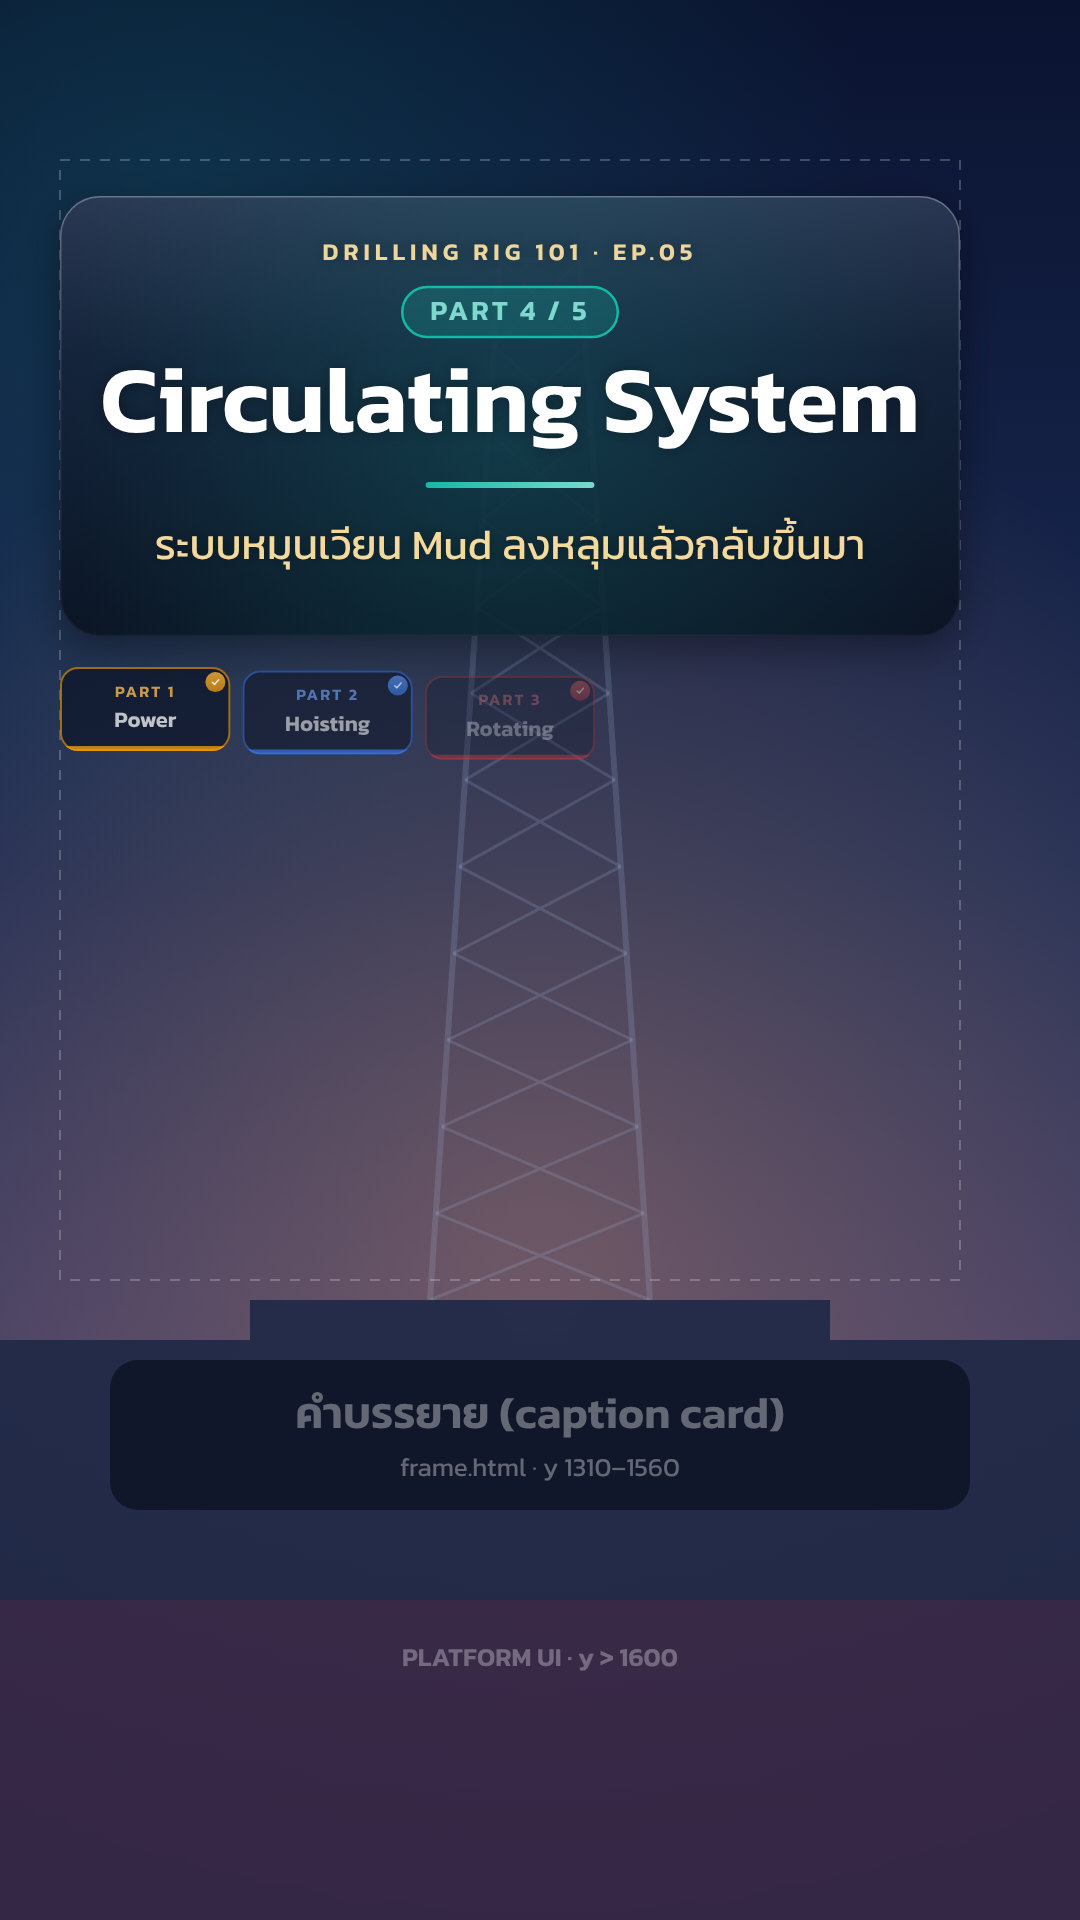 DRILLING RIG 101 · EP.05
PART 4 / 5
Circulating System
ระบบหมุนเวียน Mud ลงหลุมแล้วกลับขึ้นมา
PART 1
Power
PART 2
Hoisting
PART 3
Rotating
คำบรรยาย (caption card)
frame.html · y 1310–1560
PLATFORM UI · y > 1600